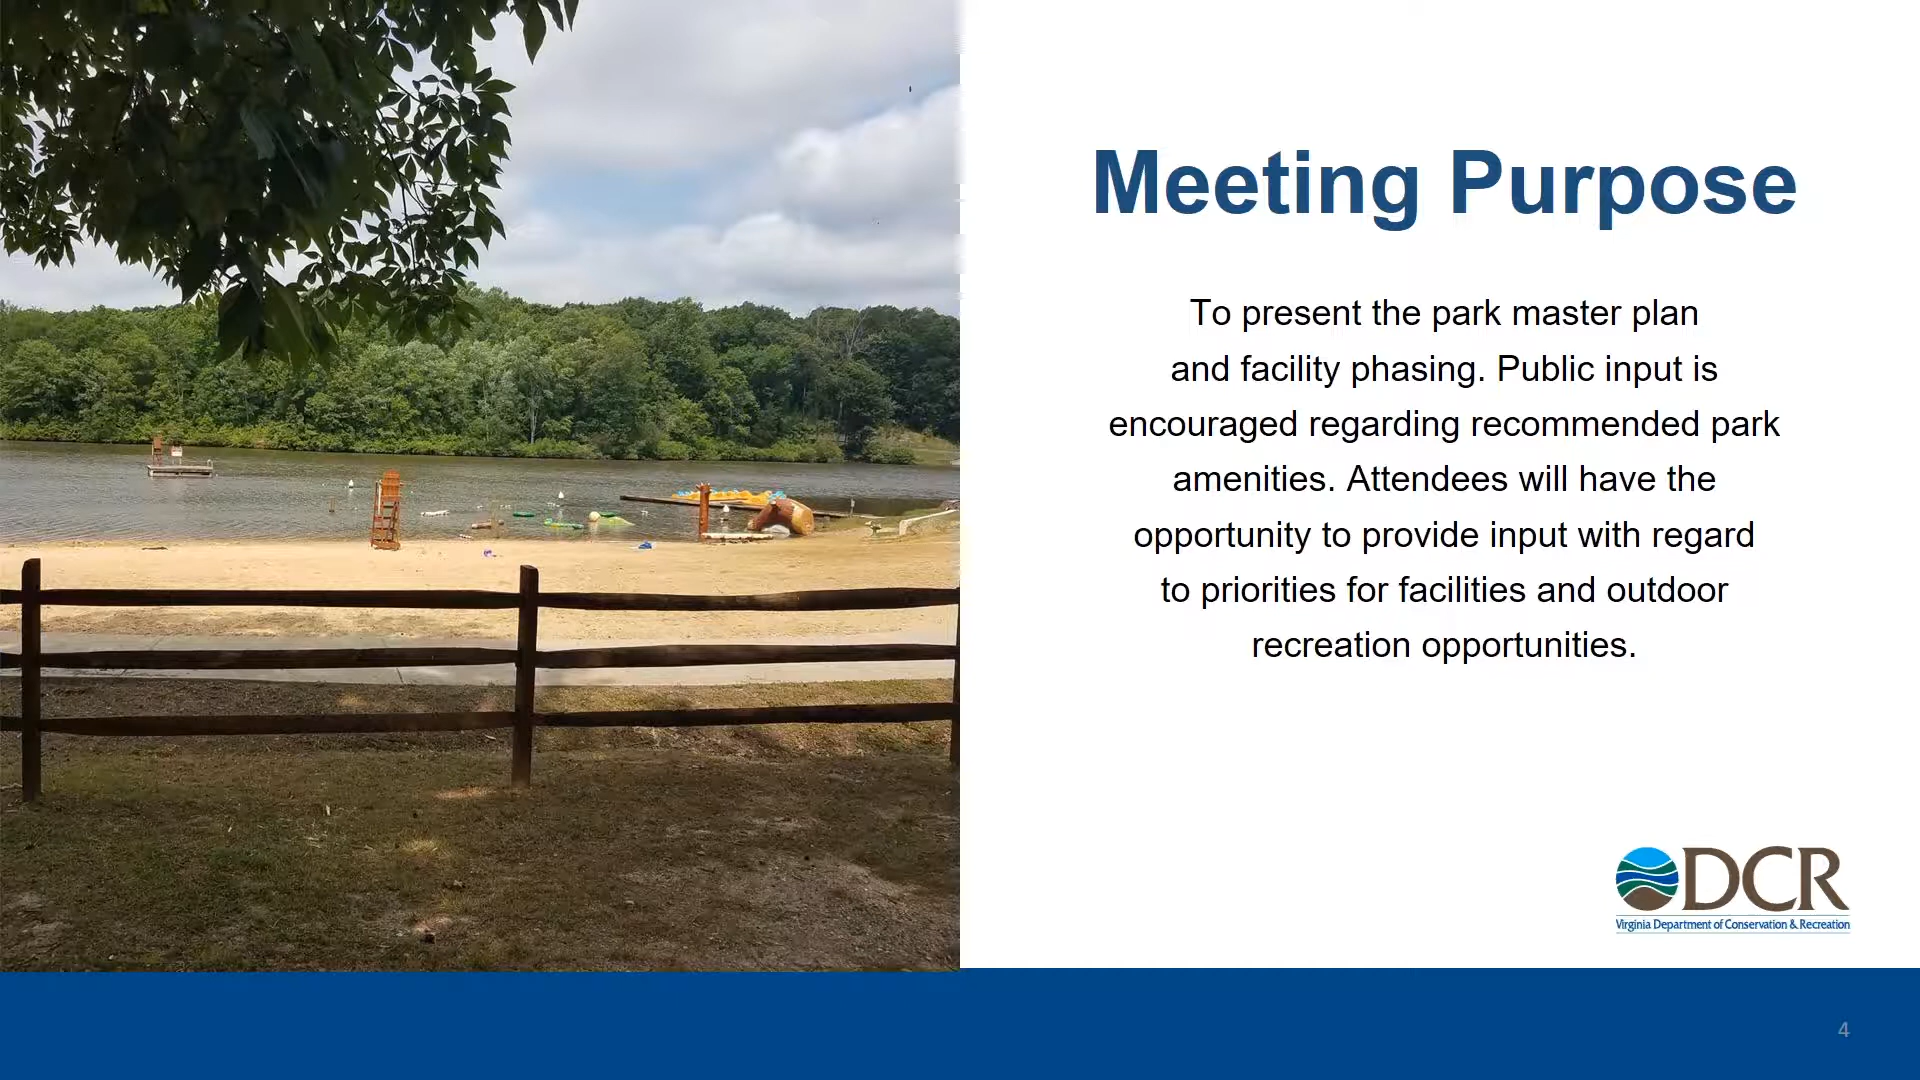 Meeting Purpose
To present the park master plan
and facility phasing. Public input is
encouraged regarding recommended park
amenities. Attendees will have the
opportunity to provide input with regard
to priorities for facilities and outdoor
recreation opportunities.
DCR
Virginia Department of Conservation & Recreation
4